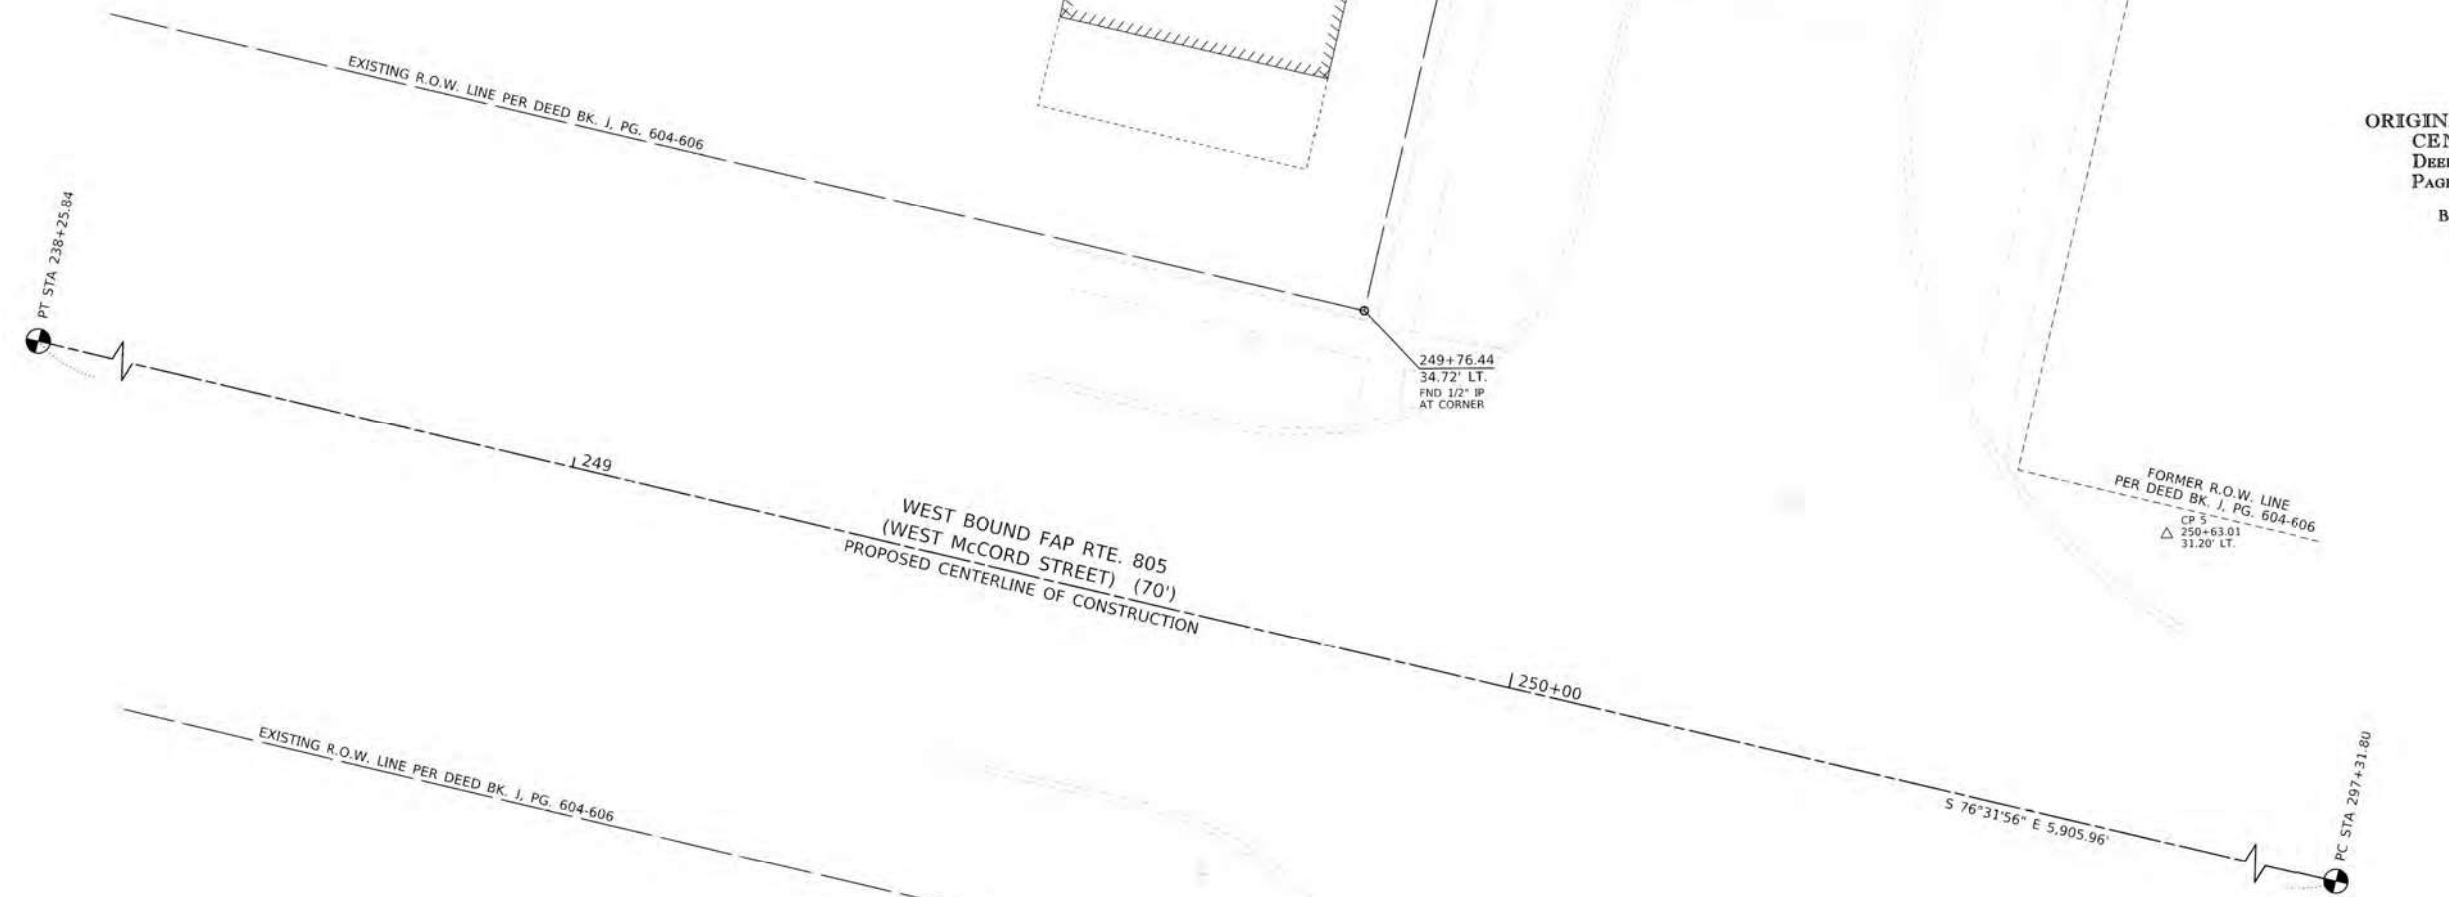 EXISTING R.O.W. LINE PER DEED BK. J, PG. 604-606
PT STA 238+25.84
249+76.44
34.72' LT.
FND 1/2" IP
AT CORNER
249
WEST BOUND FAP RTE. 805
(WEST McCORD STREET) (70')
PROPOSED CENTERLINE OF CONSTRUCTION
FORMER R.O.W. LINE
PER DEED BK. J, PG. 604-606
CP 5
250+63.01
31.20' LT.
250+00
EXISTING R.O.W. LINE PER DEED BK. J, PG. 604-606
S 76°31'56" E 5,905.96'
PC STA 297+31.80
ORIGIN
CEN
DEE
PAG
B